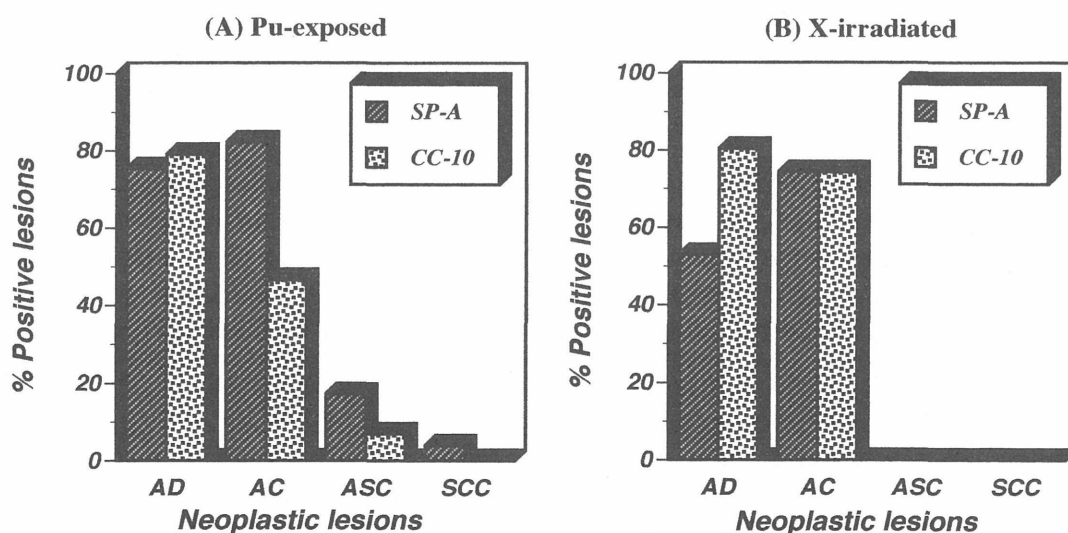 (A) Pu-exposed
100
80
60
40
20
0
% Positive lesions
SP-A
CC-10
AD AC ASC SCC
Neoplastic lesions
(B) X-irradiated
100
80
60
40
20
0
% Positive lesions
SP-A
CC-10
AD AC ASC SCC
Neoplastic lesions